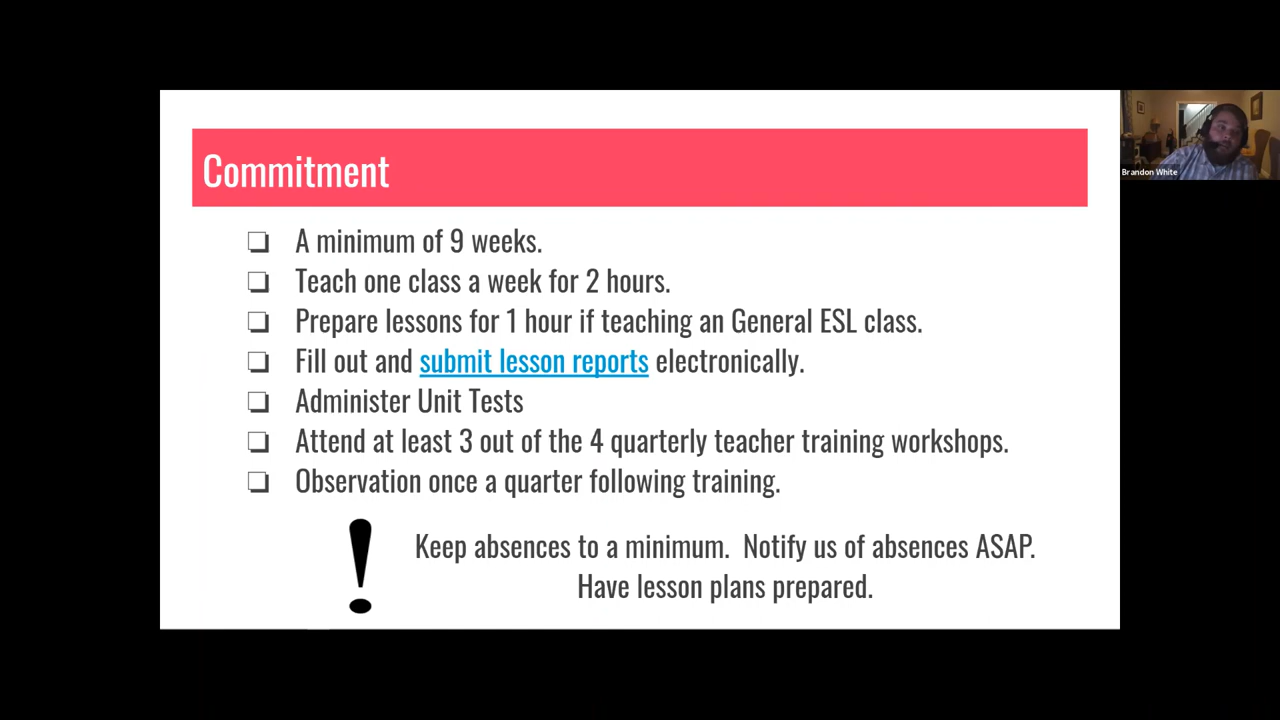 Commitment
Brandon White
A minimum of 9 weeks.
Teach one class a week for 2 hours.
Prepare lessons for 1 hour if teaching an General ESL class.
Fill out and submit lesson reports electronically.
Administer Unit Tests
Attend at least 3 out of the 4 quarterly teacher training workshops.
Observation once a quarter following training.
! Keep absences to a minimum. Notify us of absences ASAP.
Have lesson plans prepared.